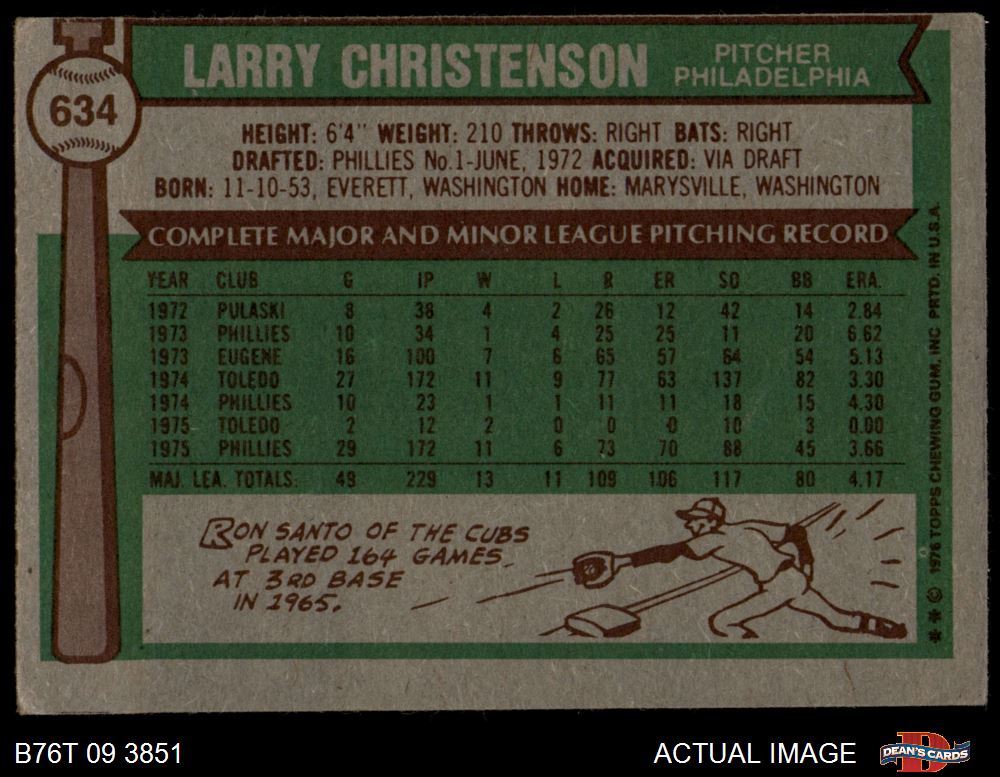 LARRY CHRISTENSON
PITCHER
PHILADELPHIA
634
HEIGHT: 6'4" WEIGHT: 210 THROWS: RIGHT BATS: RIGHT
DRAFTED: PHILLIES No.1-JUNE, 1972 ACQUIRED: VIA DRAFT
BORN: 11-10-53, EVERETT, WASHINGTON HOME: MARYSVILLE, WASHINGTON
COMPLETE MAJOR AND MINOR LEAGUE PITCHING RECORD
YEAR CLUB G IP W L R ER SO BB ERA.
1972 PULASKI 8 38 4 2 26 12 42 14 2.84
1973 PHILLIES 10 34 1 4 25 25 11 20 6.62
1973 EUGENE 16 100 7 6 65 57 64 54 5.13
1974 TOLEDO 27 172 11 9 77 63 137 82 3.30
1974 PHILLIES 10 23 1 1 11 11 18 15 4.30
1975 TOLEDO 2 12 2 0 0 0 10 3 0.00
1975 PHILLIES 29 172 11 6 73 70 88 45 3.66
MAJ. LEA. TOTALS: 49 229 13 11 109 106 117 80 4.17
RON SANTO OF THE CUBS
PLAYED 164 GAMES
AT 3RD BASE
IN 1965.
* * © 1976 TOPPS CHEWING GUM, INC PRTD. IN U.S.A.
B76T 09 3851
ACTUAL IMAGE
D
DEAN'S CARDS